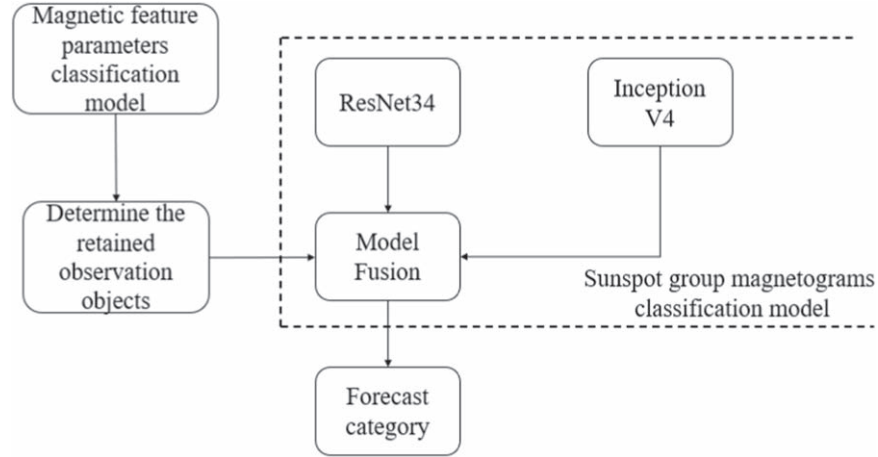 Magnetic feature
parameters
classification
model
ResNet34
Inception
V4
Determine the
retained
observation
objects
Model
Fusion
Sunspot group magnetograms
classification model
Forecast
category